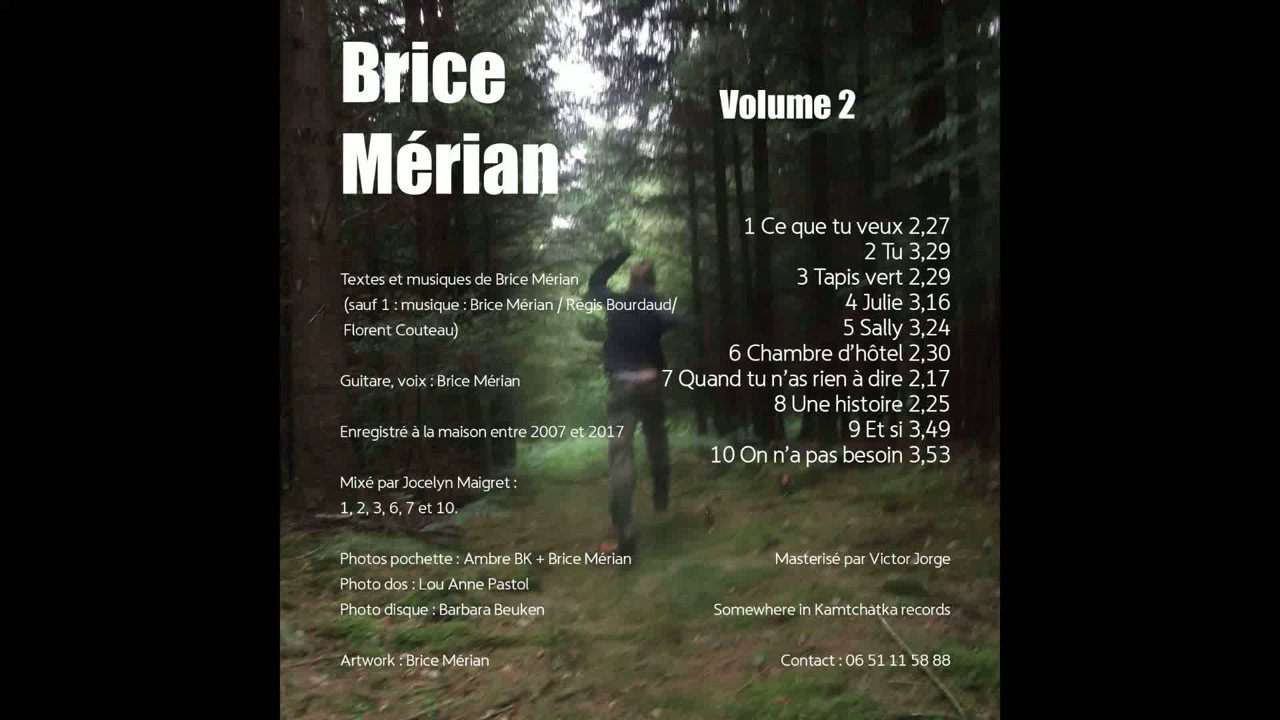 Brice
Mérian
Volume 2
1 Ce que tu veux 2,27
2 Tu 3,29
3 Tapis vert 2,29
4 Julie 3,16
5 Sally 3,24
6 Chambre d’hôtel 2,30
7 Quand tu n’as rien à dire 2,17
8 Une histoire 2,25
9 Et si 3,49
10 On n’a pas besoin 3,53
Textes et musiques de Brice Mérian
(sauf 1 : musique : Brice Mérian / Régis Bourdaud/
Florent Couteau)
Guitare, voix : Brice Mérian
Enregistré à la maison entre 2007 et 2017
Mixé par Jocelyn Maigret :
1, 2, 3, 6, 7 et 10.
Photos pochette : Ambre BK + Brice Mérian
Photo dos : Lou Anne Pastol
Photo disque : Barbara Beuken
Artwork : Brice Mérian
Masterisé par Victor Jorge
Somewhere in Kamtchatka records
Contact : 06 51 11 58 88